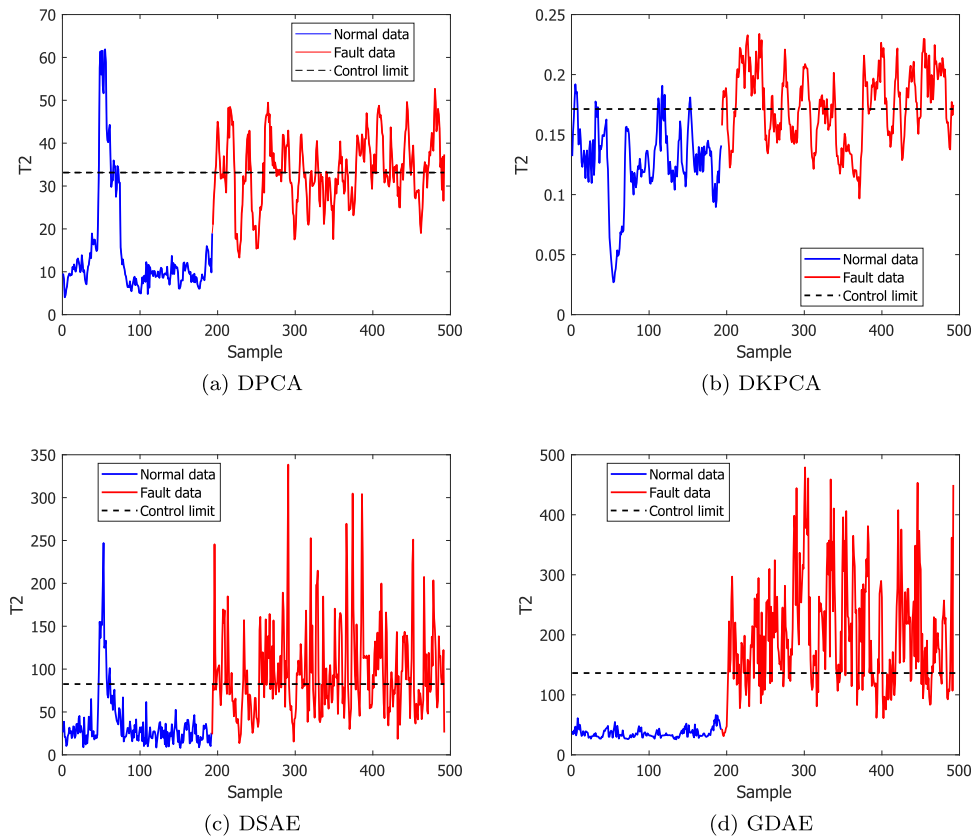 70
60
50
40
30
20
10
0
T2
0 100 200 300 400 500
Sample
Normal data
Fault data
Control limit
(a) DPCA
0.25
0.2
0.15
0.1
0.05
0
T2
0 100 200 300 400 500
Sample
Normal data
Fault data
Control limit
(b) DKPCA
350
300
250
200
150
100
50
0
T2
0 100 200 300 400 500
Sample
Normal data
Fault data
Control limit
(c) DSAE
500
400
300
200
100
0
T2
0 100 200 300 400 500
Sample
Normal data
Fault data
Control limit
(d) GDAE